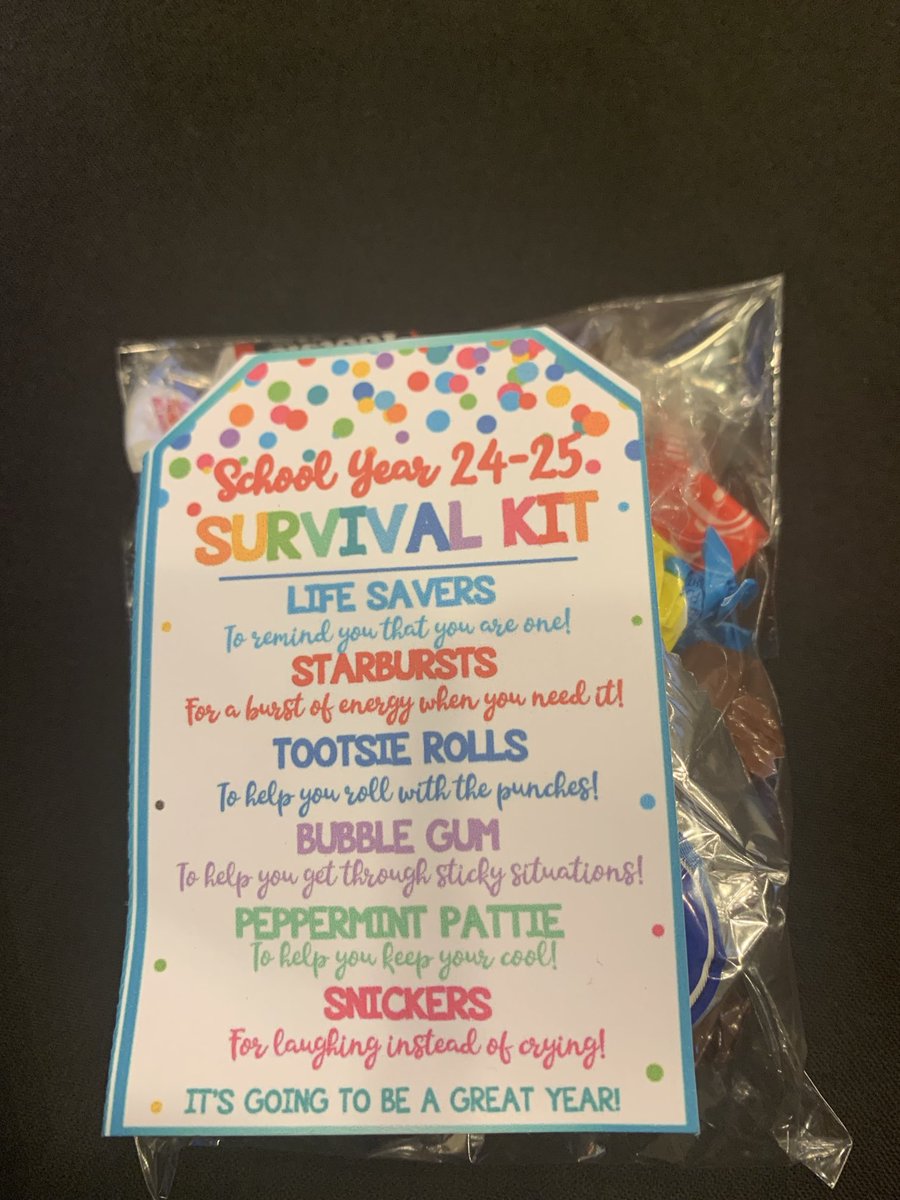 School Year 24-25
SURVIVAL KIT
LIFE SAVERS
To remind you that you are one!
STARBURSTS
For a burst of energy when you need it!
TOOTSIE ROLLS
To help you roll with the punches!
BUBBLE GUM
To help you get through sticky situations!
PEPPERMINT PATTIE
To help you keep your cool!
SNICKERS
For laughing instead of crying!
IT'S GOING TO BE A GREAT YEAR!